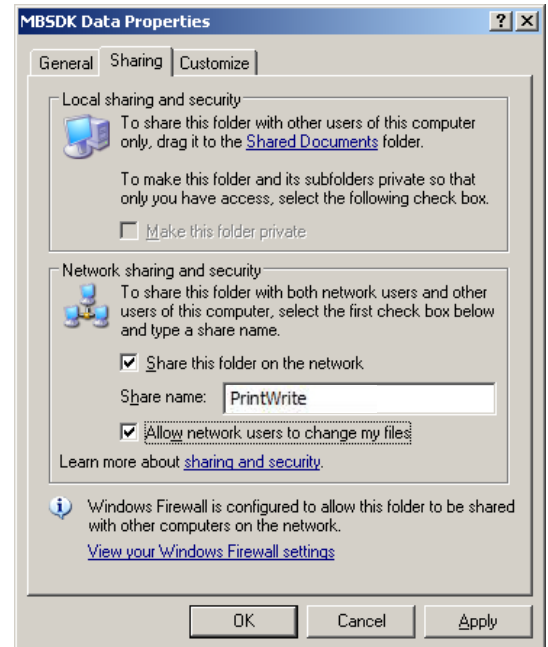 MBSDK Data Properties
General Sharing Customize
Local sharing and security
To share this folder with other users of this computer
only, drag it to the Shared Documents folder.
To make this folder and its subfolders private so that
only you have access, select the following check box.
Make this folder private
Network sharing and security
To share this folder with both network users and other
users of this computer, select the first check box below
and type a share name.
Share this folder on the network
Share name: PrintWrite
Allow network users to change my files
Learn more about sharing and security.
Windows Firewall is configured to allow this folder to be shared
with other computers on the network.
View your Windows Firewall settings
OK Cancel Apply